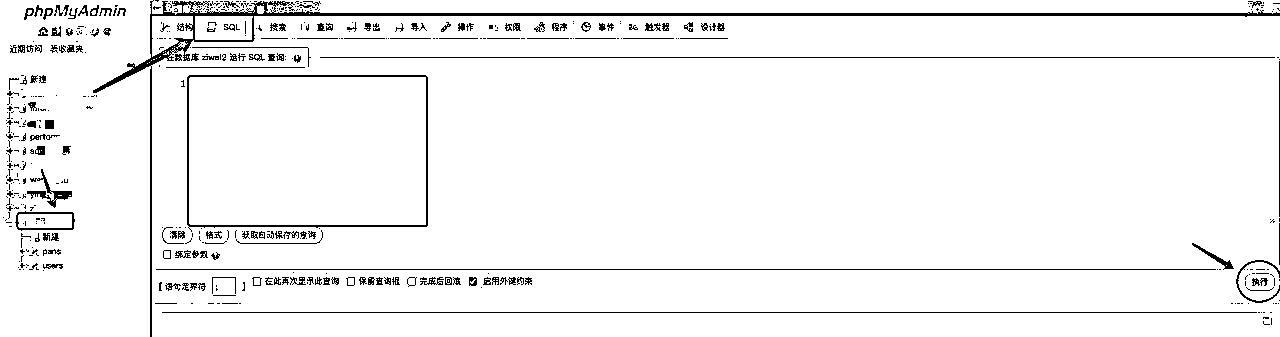 phpMyAdmin
近期访问 表收藏夹
新建
perform
新建
pans
users
结构 SQL 搜索 查询 导出 导入 操作 权限 程序 事件 触发器 设计器
在数据库 ziwei2 运行 SQL 查询:
1
清除 格式 获取自动保存的查询
绑定参数
[ 语句定界符 ; ] 在此再次显示此查询 保留查询框 完成后回滚 启用外键约束
执行